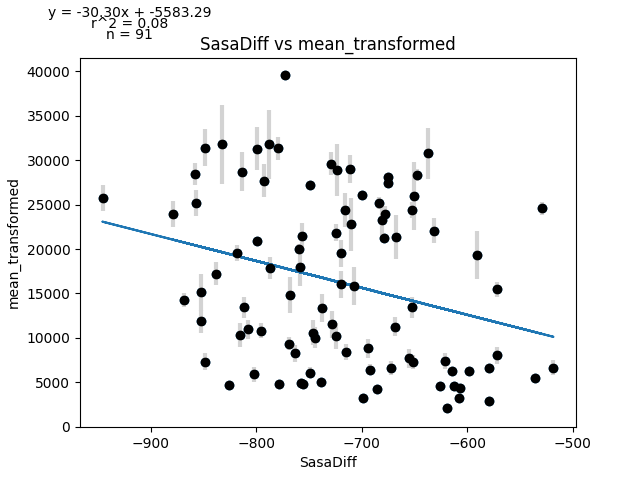 y = -30.30x + -5583.29
r^2 = 0.08
n = 91
SasaDiff vs mean_transformed
40000
35000
30000
25000
20000
15000
10000
5000
0
mean_transformed
−900
−800
−700
−600
−500
SasaDiff